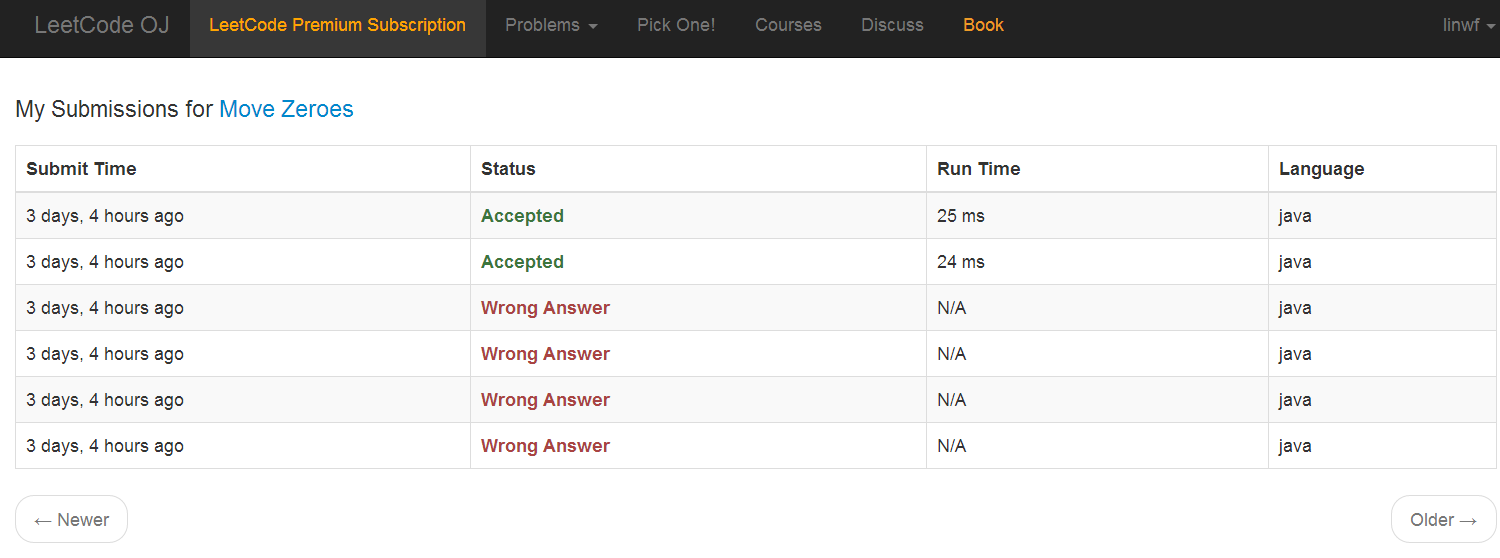 LeetCode OJ LeetCode Premium Subscription Problems Pick One! Courses Discuss Book linwf
My Submissions for Move Zeroes
Submit Time Status Run Time Language
3 days, 4 hours ago Accepted 25 ms java
3 days, 4 hours ago Accepted 24 ms java
3 days, 4 hours ago Wrong Answer N/A java
3 days, 4 hours ago Wrong Answer N/A java
3 days, 4 hours ago Wrong Answer N/A java
3 days, 4 hours ago Wrong Answer N/A java
← Newer Older →